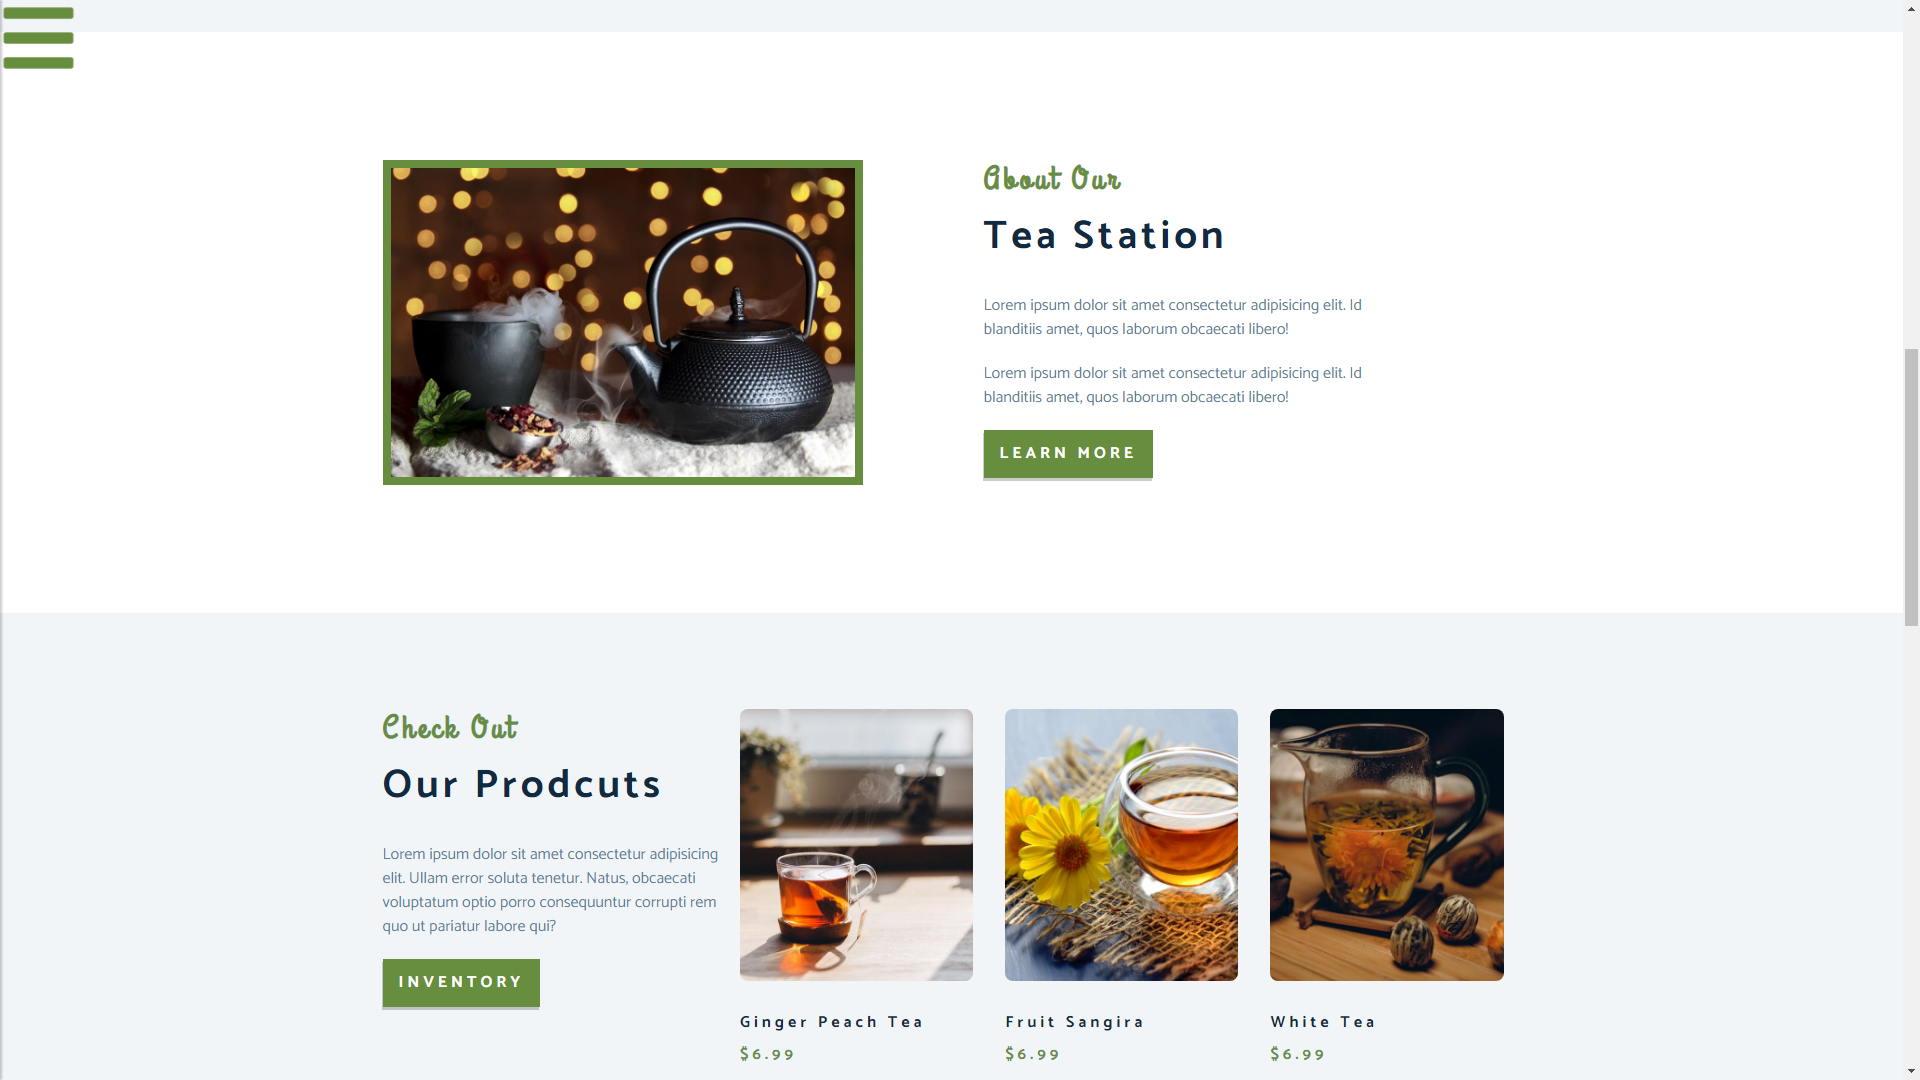 About Our
Tea Station
Lorem ipsum dolor sit amet consectetur adipisicing elit. Id
blanditiis amet, quos laborum obcaecati libero!
Lorem ipsum dolor sit amet consectetur adipisicing elit. Id
blanditiis amet, quos laborum obcaecati libero!
LEARN MORE
Check Out
Our Prodcuts
Lorem ipsum dolor sit amet consectetur adipisicing
elit. Ullam error soluta tenetur. Natus, obcaecati
voluptatum optio porro consequuntur corrupti rem
quo ut pariatur labore qui?
INVENTORY
Ginger Peach Tea
$6.99
Fruit Sangira
$6.99
White Tea
$6.99